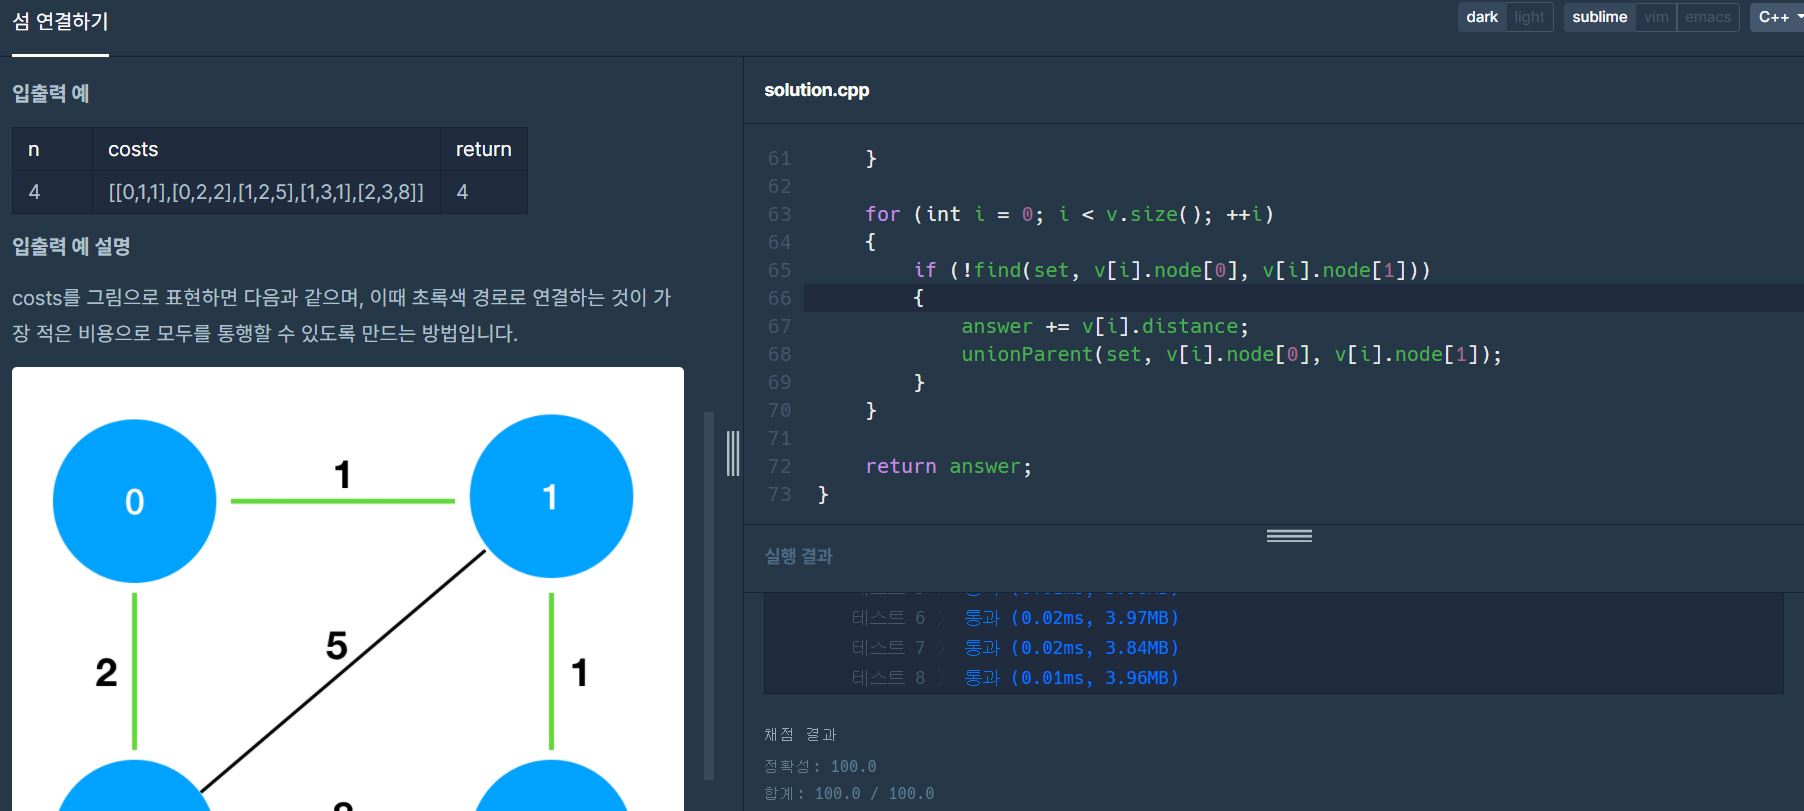 섬 연결하기
dark light sublime vim emacs C++
입출력 예
n costs return
4 [[0,1,1],[0,2,2],[1,2,5],[1,3,1],[2,3,8]] 4
입출력 예 설명
costs를 그림으로 표현하면 다음과 같으며, 이때 초록색 경로로 연결하는 것이 가
장 적은 비용으로 모두를 통행할 수 있도록 만드는 방법입니다.
1
0
1
5
2
1
solution.cpp
61 }
62
63 for (int i = 0; i < v.size(); ++i)
64 {
65 if (!find(set, v[i].node[0], v[i].node[1]))
66 {
67 answer += v[i].distance;
68 unionParent(set, v[i].node[0], v[i].node[1]);
69 }
70 }
71
72 return answer;
73 }
실행 결과
테스트 6 〉 통과 (0.02ms, 3.97MB)
테스트 7 〉 통과 (0.02ms, 3.84MB)
테스트 8 〉 통과 (0.01ms, 3.96MB)
채점 결과
정확성: 100.0
합계: 100.0 / 100.0